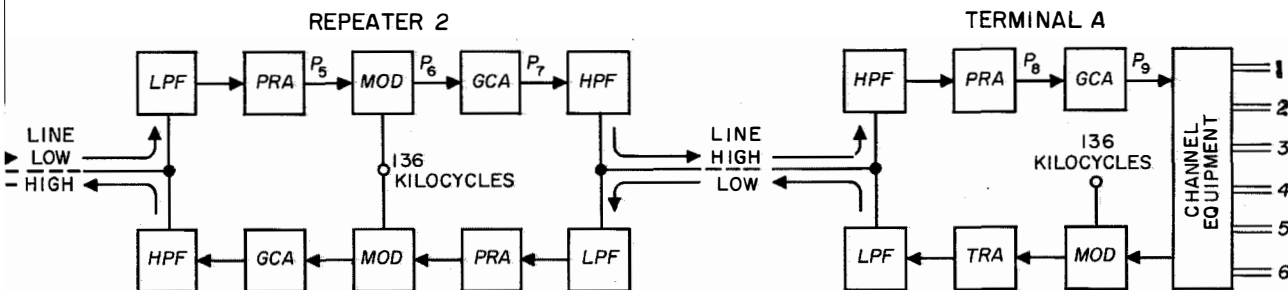 REPEATER 2
TERMINAL A
LPF PRA P5 MOD P6 GCA P7 HPF
HPF PRA P8 GCA P9
LINE
LOW
HIGH
136
KILOCYCLES
LINE
HIGH
LOW
136
KILOCYCLES
CHANNEL
EQUIPMENT
1
2
3
4
5
6
HPF GCA MOD PRA LPF
LPF TRA MOD